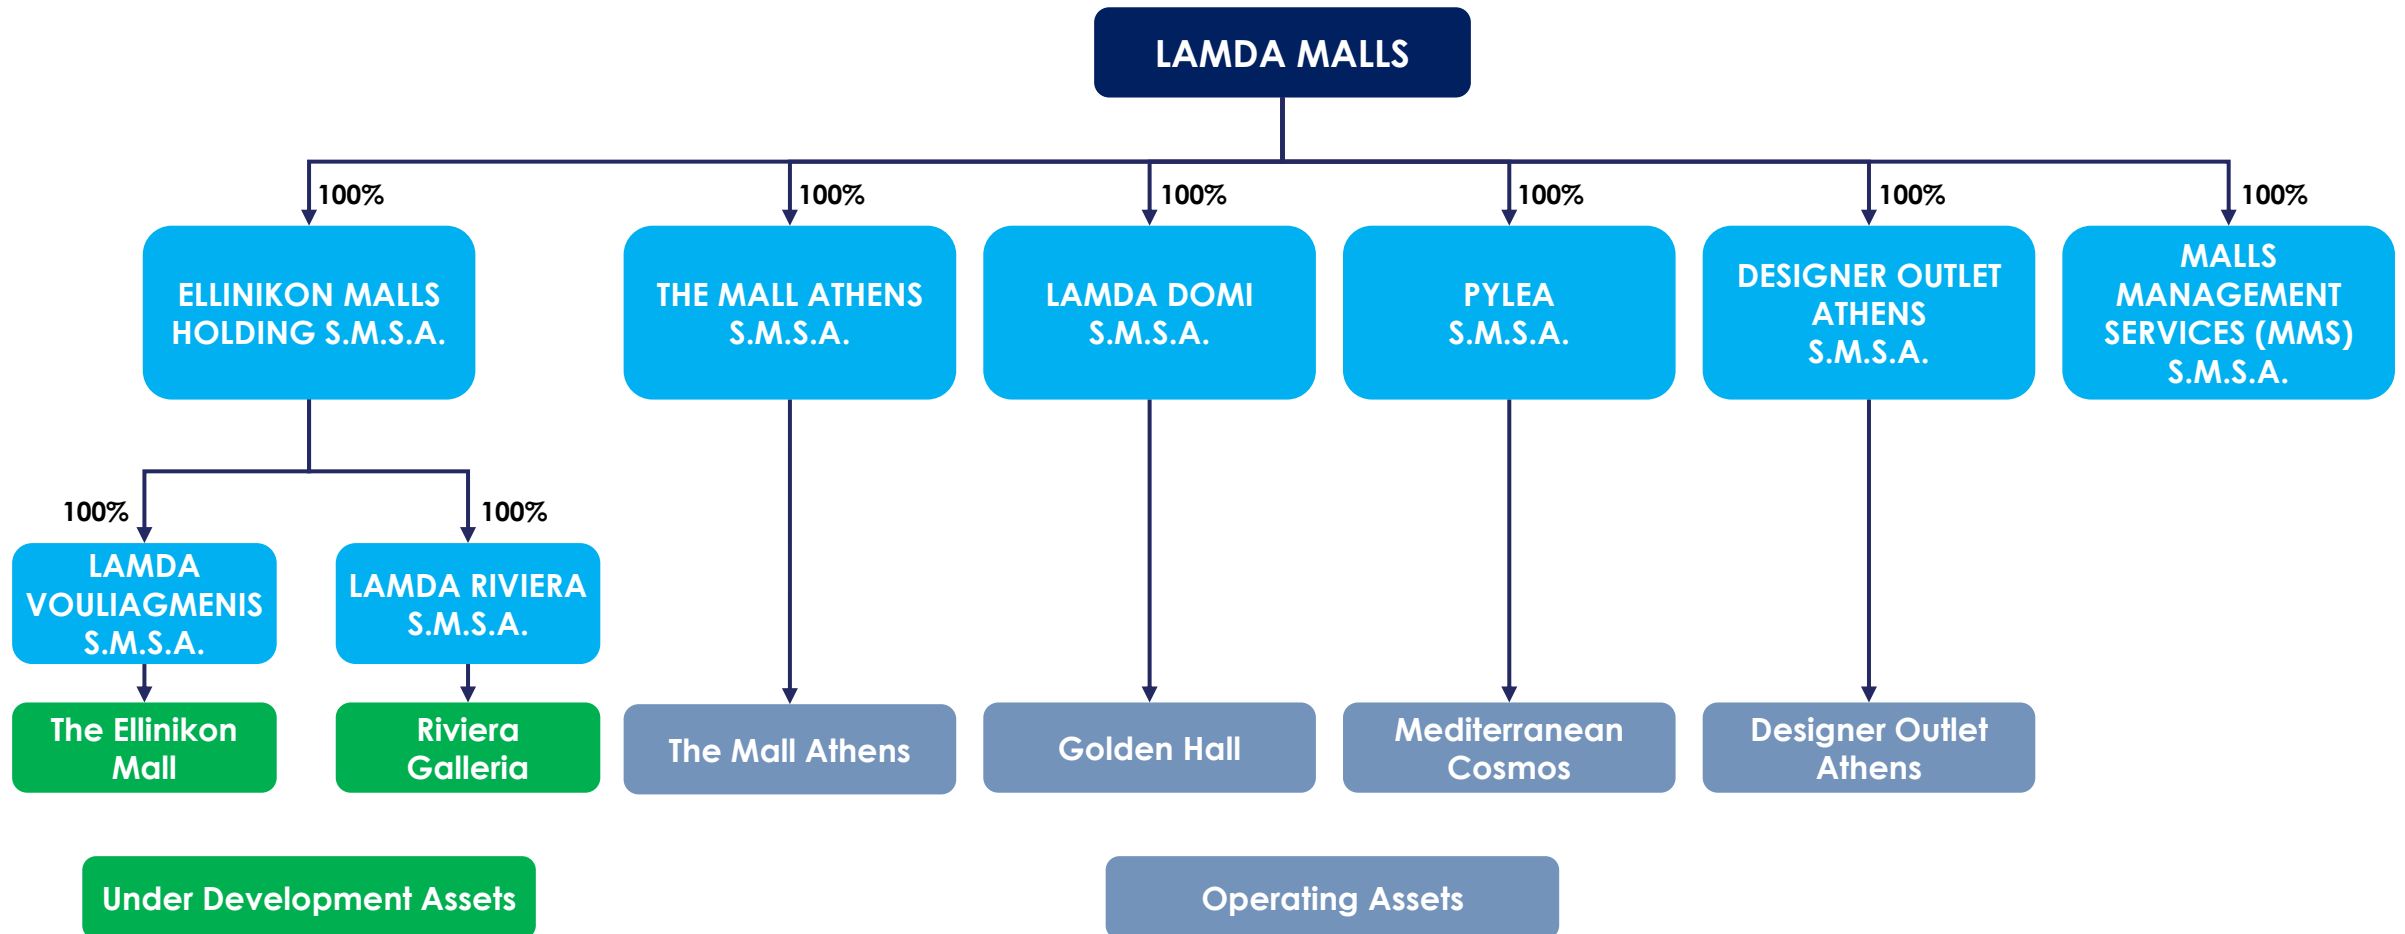 LAMDA MALLS
100%
100%
100%
100%
100%
100%
ELLINIKON MALLS
HOLDING S.M.S.A.
THE MALL ATHENS
S.M.S.A.
LAMDA DOMI
S.M.S.A.
PYLEA
S.M.S.A.
DESIGNER OUTLET
ATHENS
S.M.S.A.
MALLS
MANAGEMENT
SERVICES (MMS)
S.M.S.A.
100%
100%
LAMDA
VOULIAGMENIS
S.M.S.A.
LAMDA RIVIERA
S.M.S.A.
The Ellinikon
Mall
Riviera
Galleria
The Mall Athens
Golden Hall
Mediterranean
Cosmos
Designer Outlet
Athens
Under Development Assets
Operating Assets